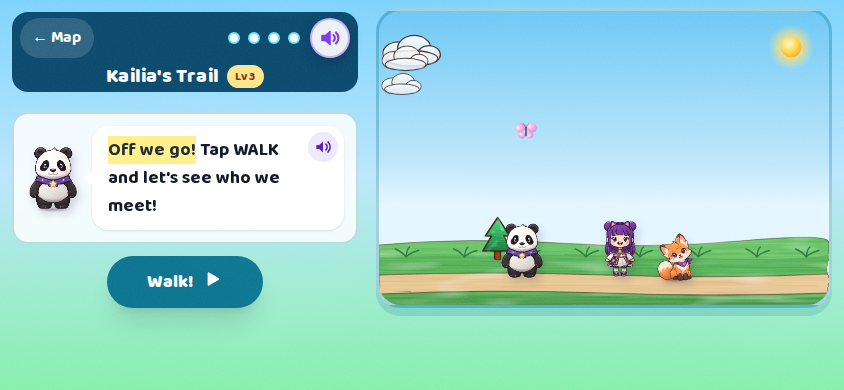 ← Map
Kailia's Trail Lv 3
Off we go! Tap WALK
and let's see who we
meet!
Walk!